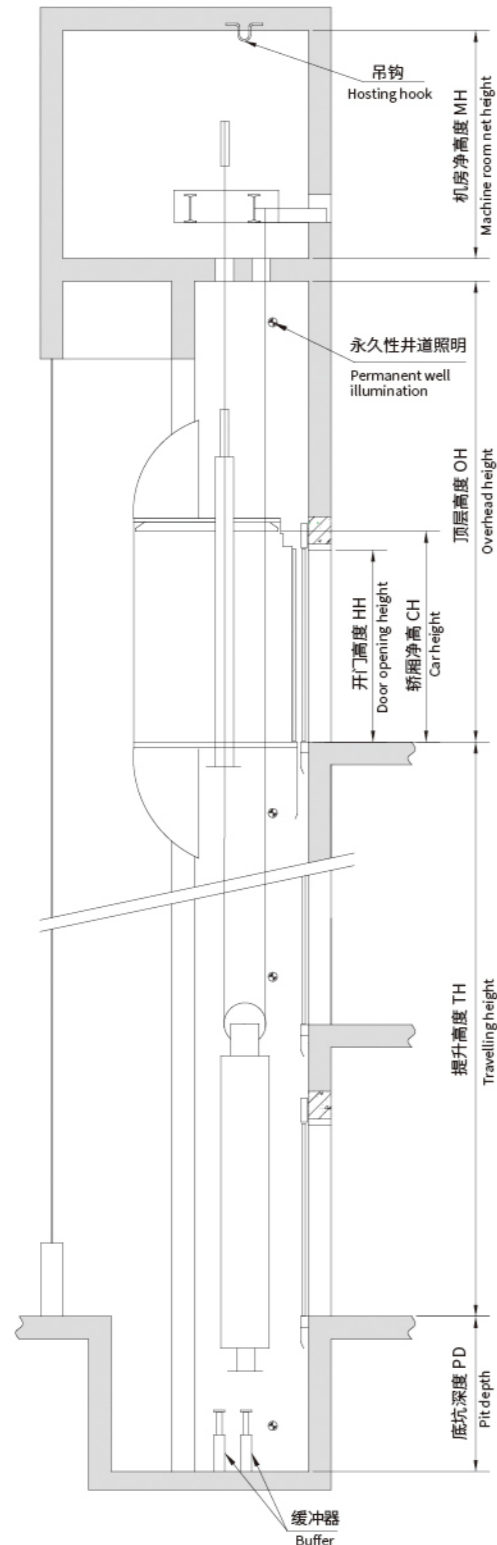 吊钩
Hosting hook
机房净高度 MH
Machine room net height
永久性井道照明
Permanent well
illumination
顶层高度 OH
Overhead height
开门高度 HH
Door opening height
轿厢净高 CH
Car height
提升高度 TH
Travelling height
底坑深度 PD
Pit depth
缓冲器
Buffer